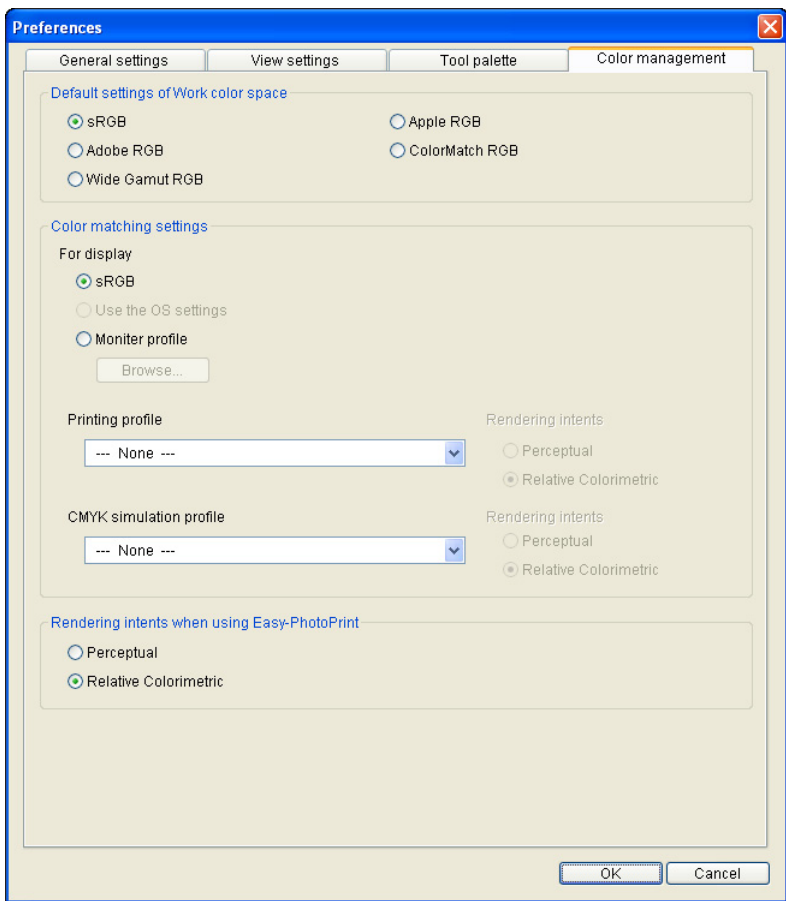 Preferences
General settings View settings Tool palette Color management
Default settings of Work color space
sRGB Apple RGB
Adobe RGB ColorMatch RGB
Wide Gamut RGB
Color matching settings
For display
sRGB
Use the OS settings
Moniter profile
Browse...
Printing profile Rendering intents
--- None --- Perceptual
Relative Colorimetric
CMYK simulation profile Rendering intents
--- None --- Perceptual
Relative Colorimetric
Rendering intents when using Easy-PhotoPrint
Perceptual
Relative Colorimetric
OK Cancel